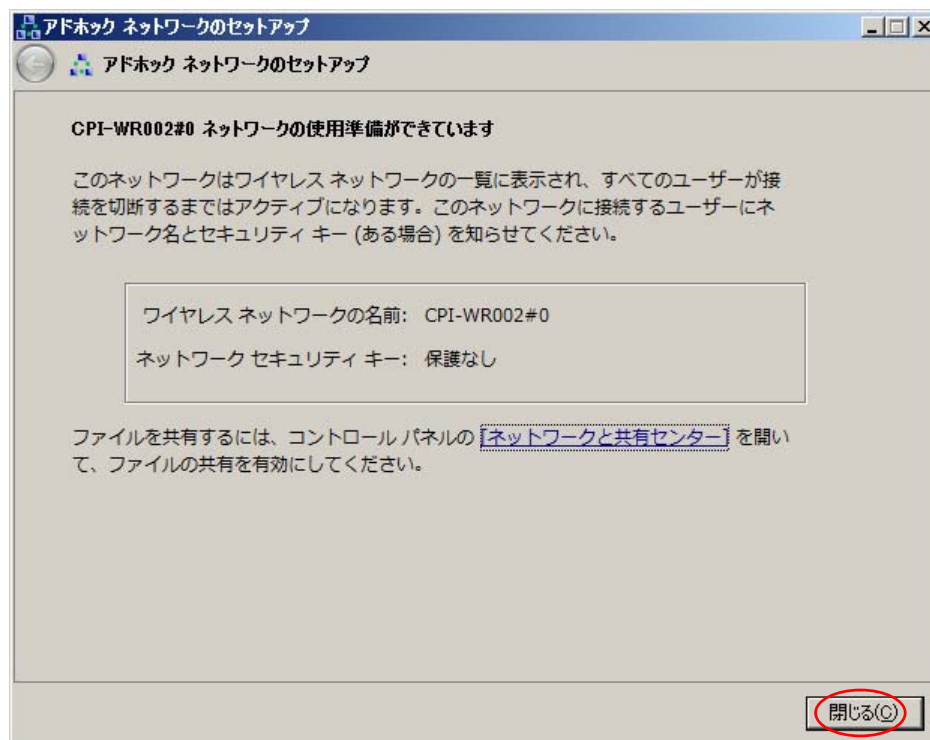 アドホック ネットワークのセットアップ
アドホック ネットワークのセットアップ
CPI-WR002#0 ネットワークの使用準備ができています
このネットワークはワイヤレス ネットワークの一覧に表示され、すべてのユーザーが接
続を切断するまではアクティブになります。このネットワークに接続するユーザーにネ
ットワーク名とセキュリティ キー (ある場合) を知らせてください。
ワイヤレス ネットワークの名前: CPI-WR002#0
ネットワーク セキュリティ キー: 保護なし
ファイルを共有するには、コントロール パネルの [ネットワークと共有センター] を開い
て、ファイルの共有を有効にしてください。
閉じる(C)